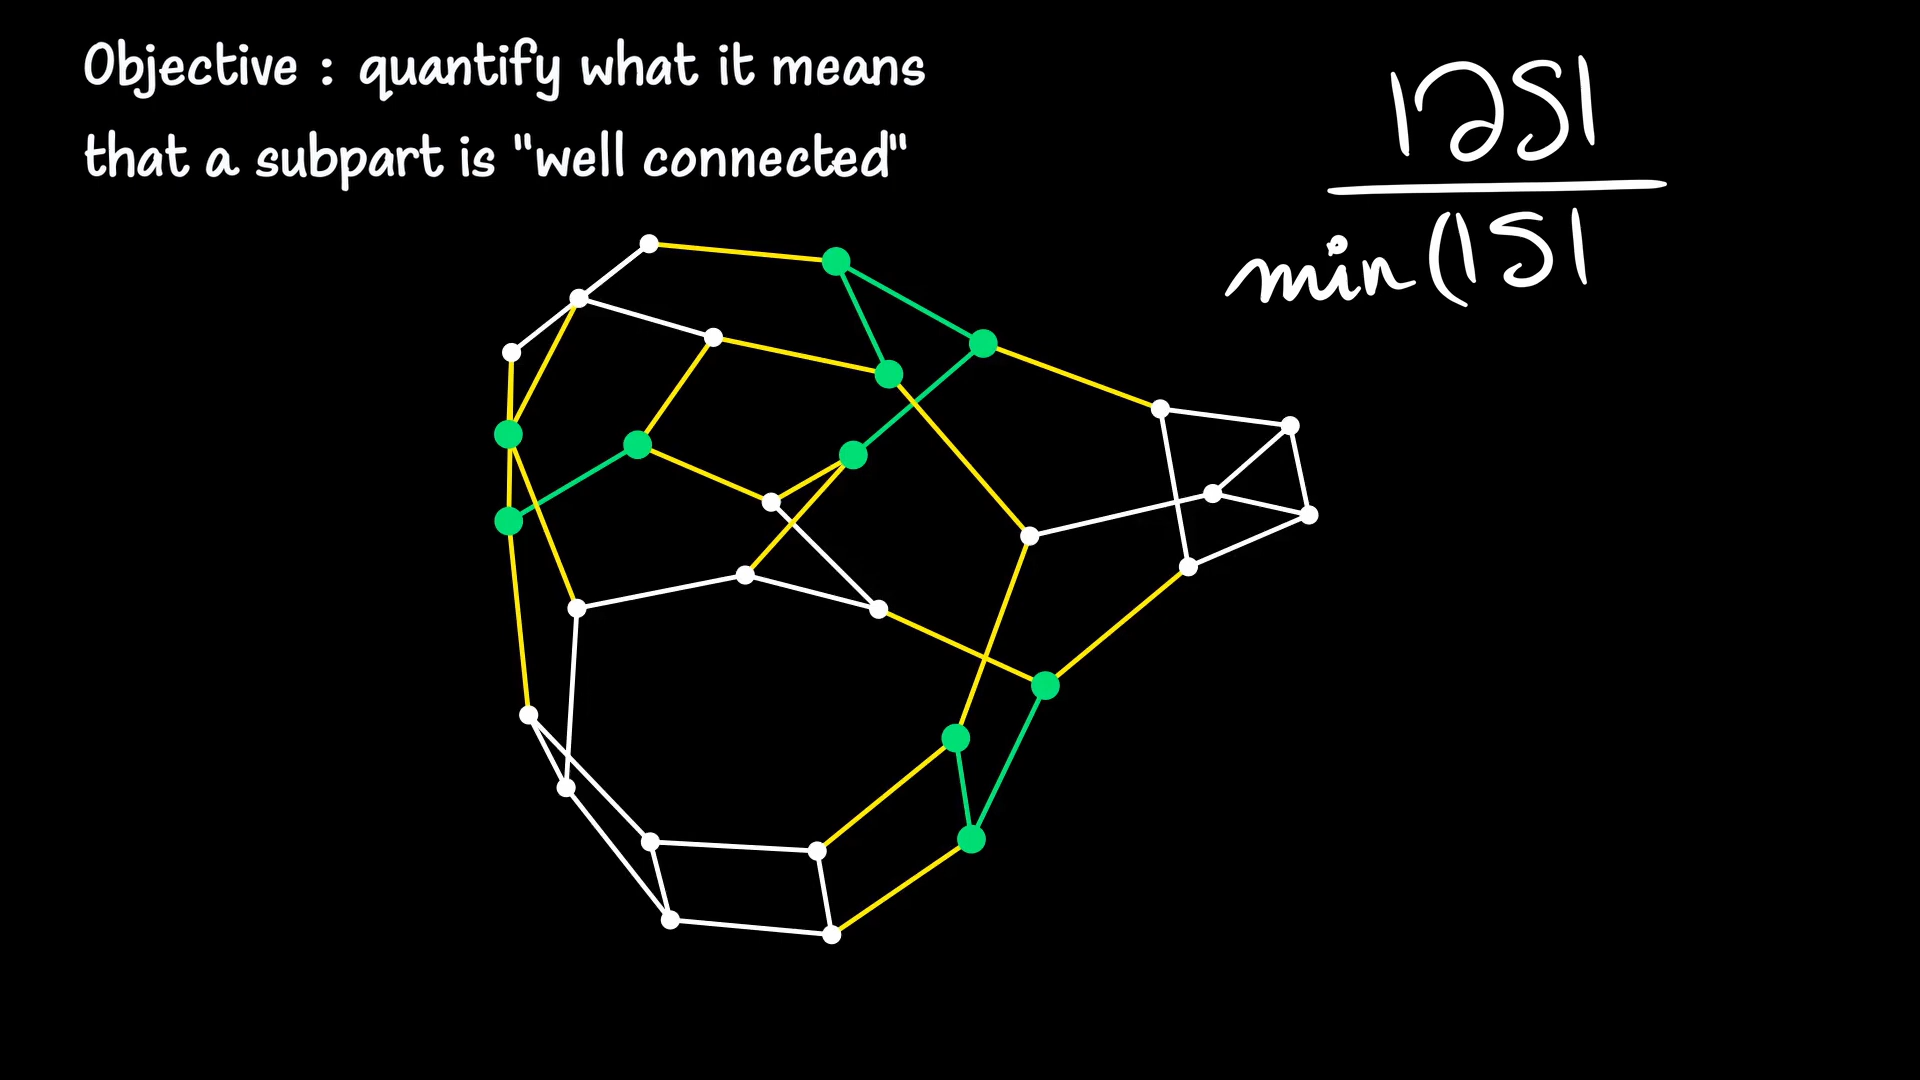 Objective : quantify what it means
that a subpart is "well connected"
|∂S|
min (|S|